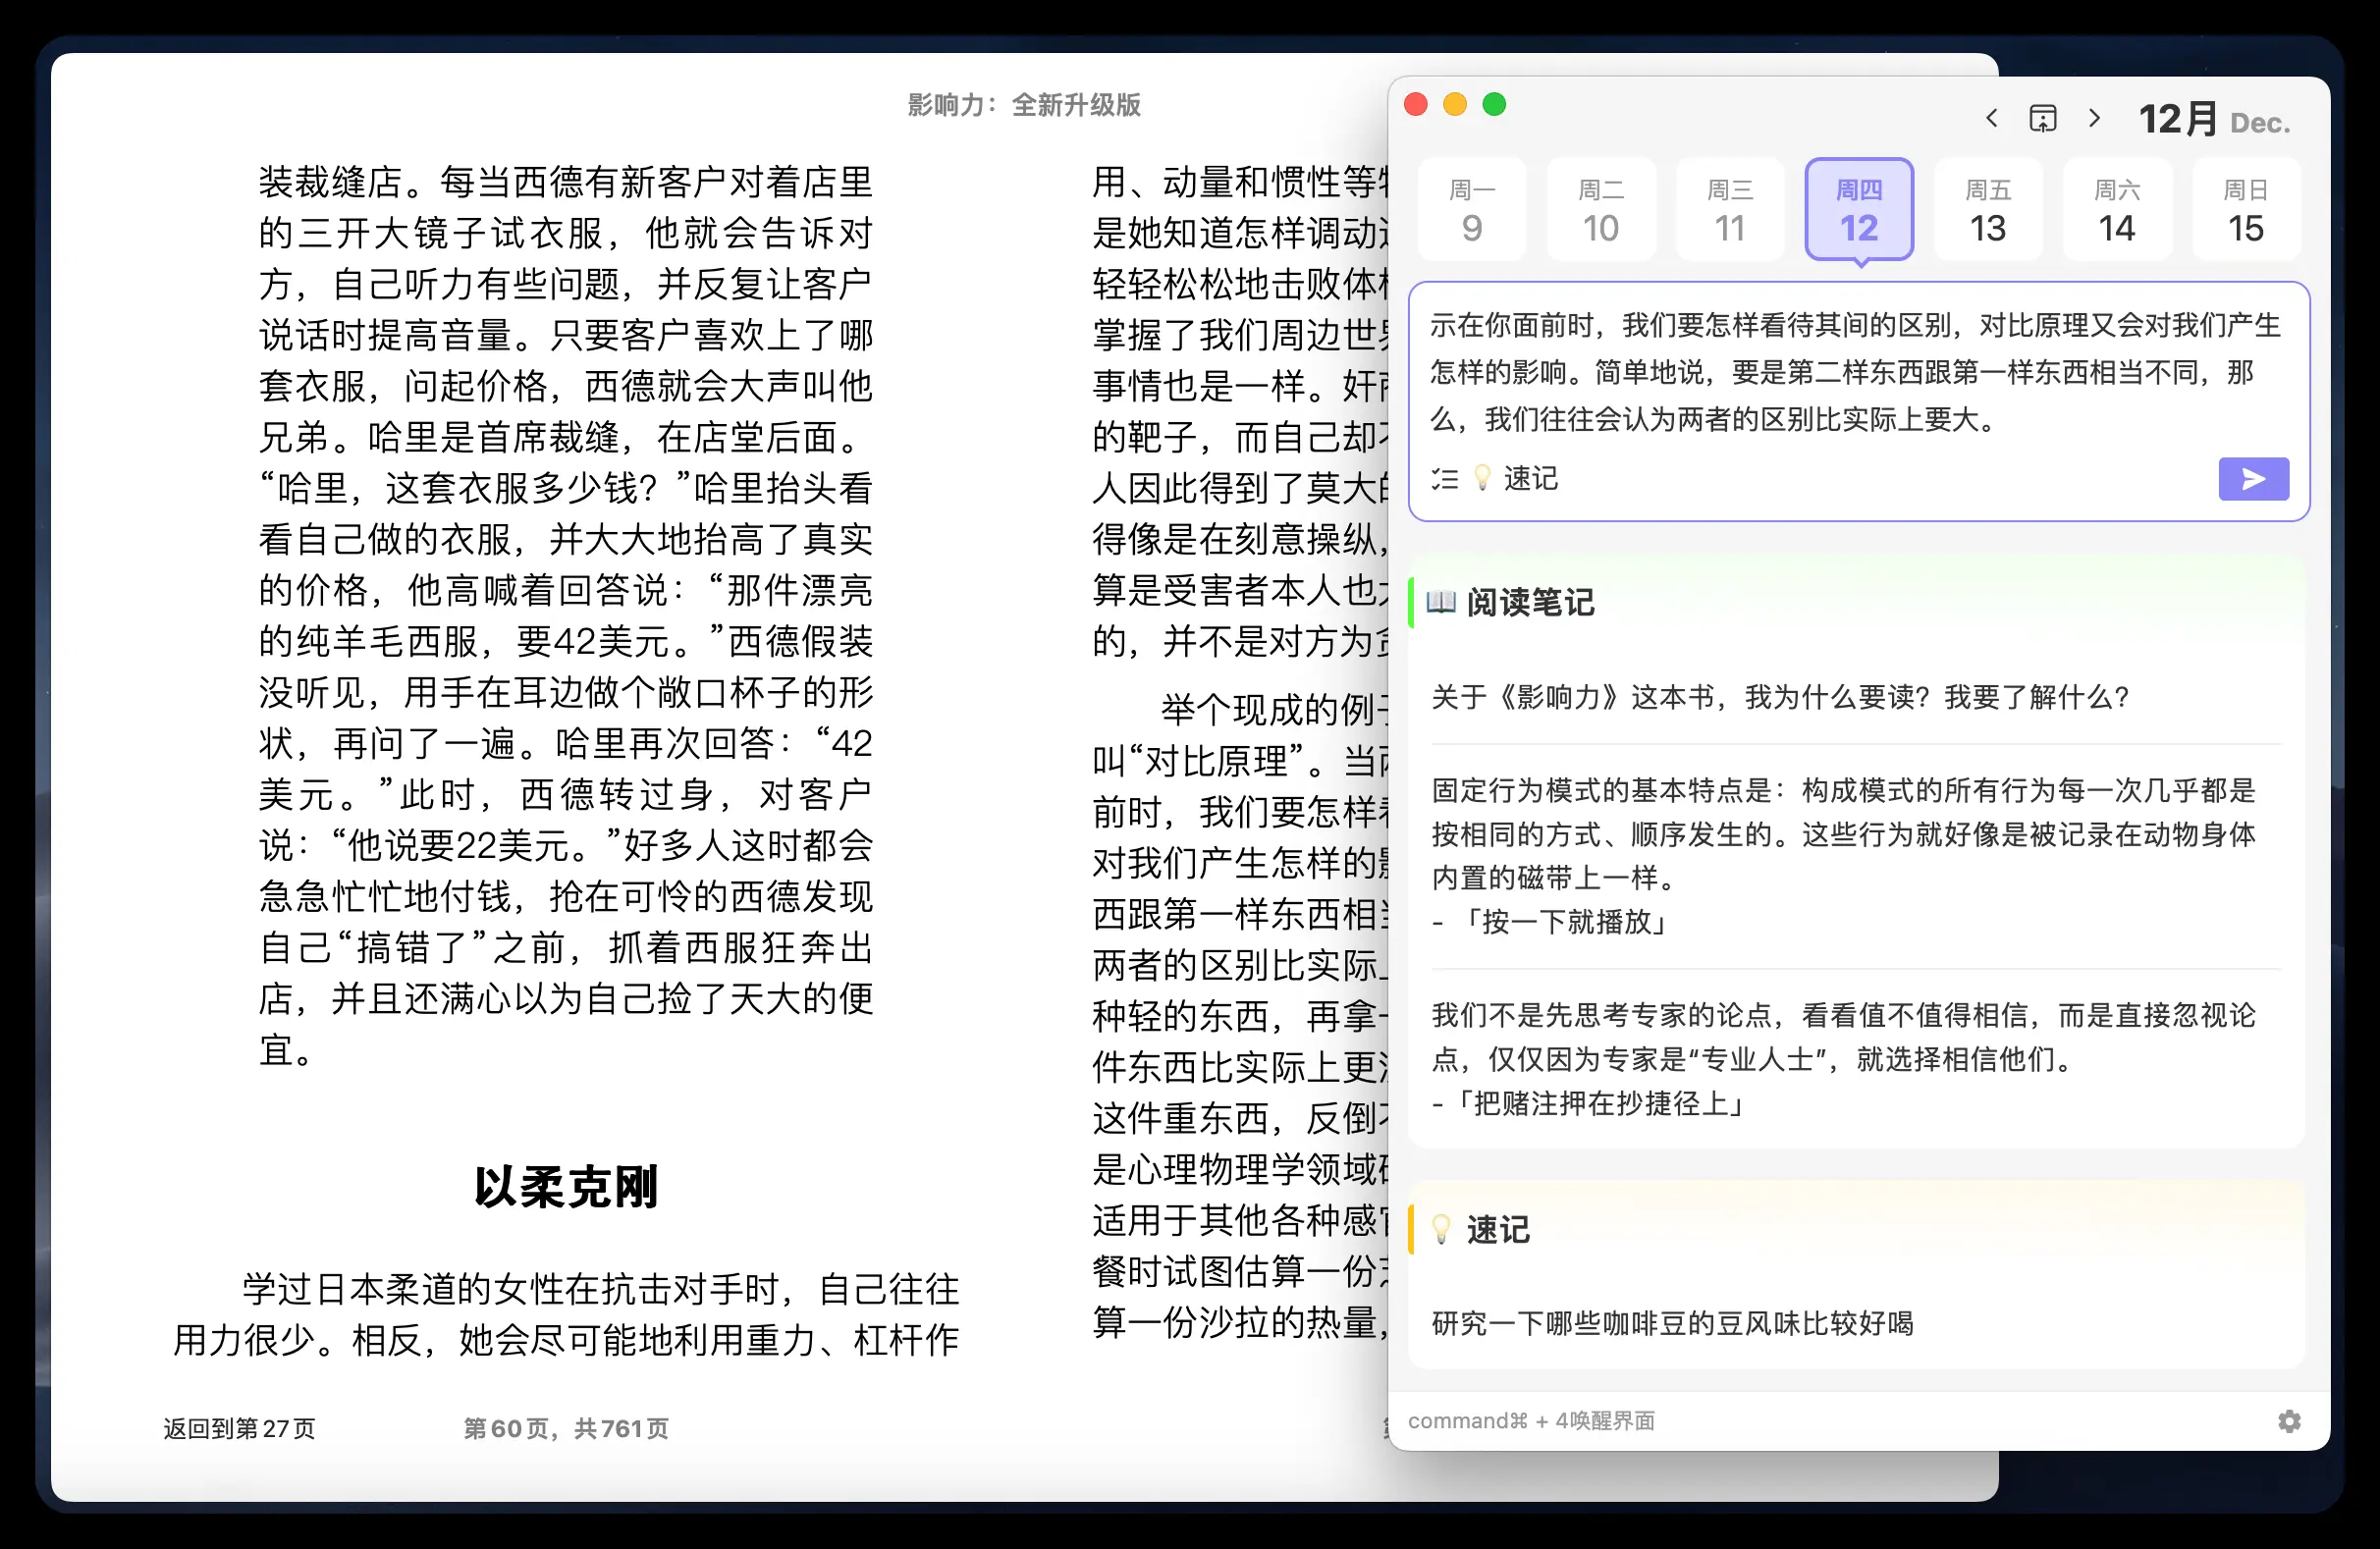 影响力：全新升级版
装裁缝店。每当西德有新客户对着店里
的三开大镜子试衣服，他就会告诉对
方，自己听力有些问题，并反复让客户
说话时提高音量。只要客户喜欢上了哪
套衣服，问起价格，西德就会大声叫他
兄弟。哈里是首席裁缝，在店堂后面。
“哈里，这套衣服多少钱？”哈里抬头看
看自己做的衣服，并大大地抬高了真实
的价格，他高喊着回答说：“那件漂亮
的纯羊毛西服，要42美元。”西德假装
没听见，用手在耳边做个敞口杯子的形
状，再问了一遍。哈里再次回答：“42
美元。”此时，西德转过身，对客户
说：“他说要22美元。”好多人这时都会
急急忙忙地付钱，抢在可怜的西德发现
自己“搞错了”之前，抓着西服狂奔出
店，并且还满心以为自己捡了天大的便
宜。
以柔克刚
学过日本柔道的女性在抗击对手时，自己往往
用力很少。相反，她会尽可能地利用重力、杠杆作
返回到第27页
第60页，共761页
用、动量和惯性等
是她知道怎样调动
轻轻松松地击败体
掌握了我们周边世
事情也是一样。奸
的靶子，而自己却
人因此得到了莫大
得像是在刻意操纵，
算是受害者本人也
的，并不是对方为
举个现成的例
叫“对比原理”。当
前时，我们要怎样
对我们产生怎样的
西跟第一样东西相
两者的区别比实际
种轻的东西，再拿
件东西比实际上更
这件重东西，反倒
是心理物理学领域
适用于其他各种感
餐时试图估算一份
算一份沙拉的热量，
12月 Dec.
周一 周二 周三 周四 周五 周六 周日
9 10 11 12 13 14 15
示在你面前时，我们要怎样看待其间的区别，对比原理又会对我们产生
怎样的影响。简单地说，要是第二样东西跟第一样东西相当不同，那
么，我们往往会认为两者的区别比实际上要大。
速记
阅读笔记
关于《影响力》这本书，我为什么要读？我要了解什么？
固定行为模式的基本特点是：构成模式的所有行为每一次几乎都是
按相同的方式、顺序发生的。这些行为就好像是被记录在动物身体
内置的磁带上一样。
- 「按一下就播放」
我们不是先思考专家的论点，看看值不值得相信，而是直接忽视论
点，仅仅因为专家是“专业人士”，就选择相信他们。
-「把赌注押在抄捷径上」
速记
研究一下哪些咖啡豆的豆风味比较好喝
command⌘ + 4唤醒界面